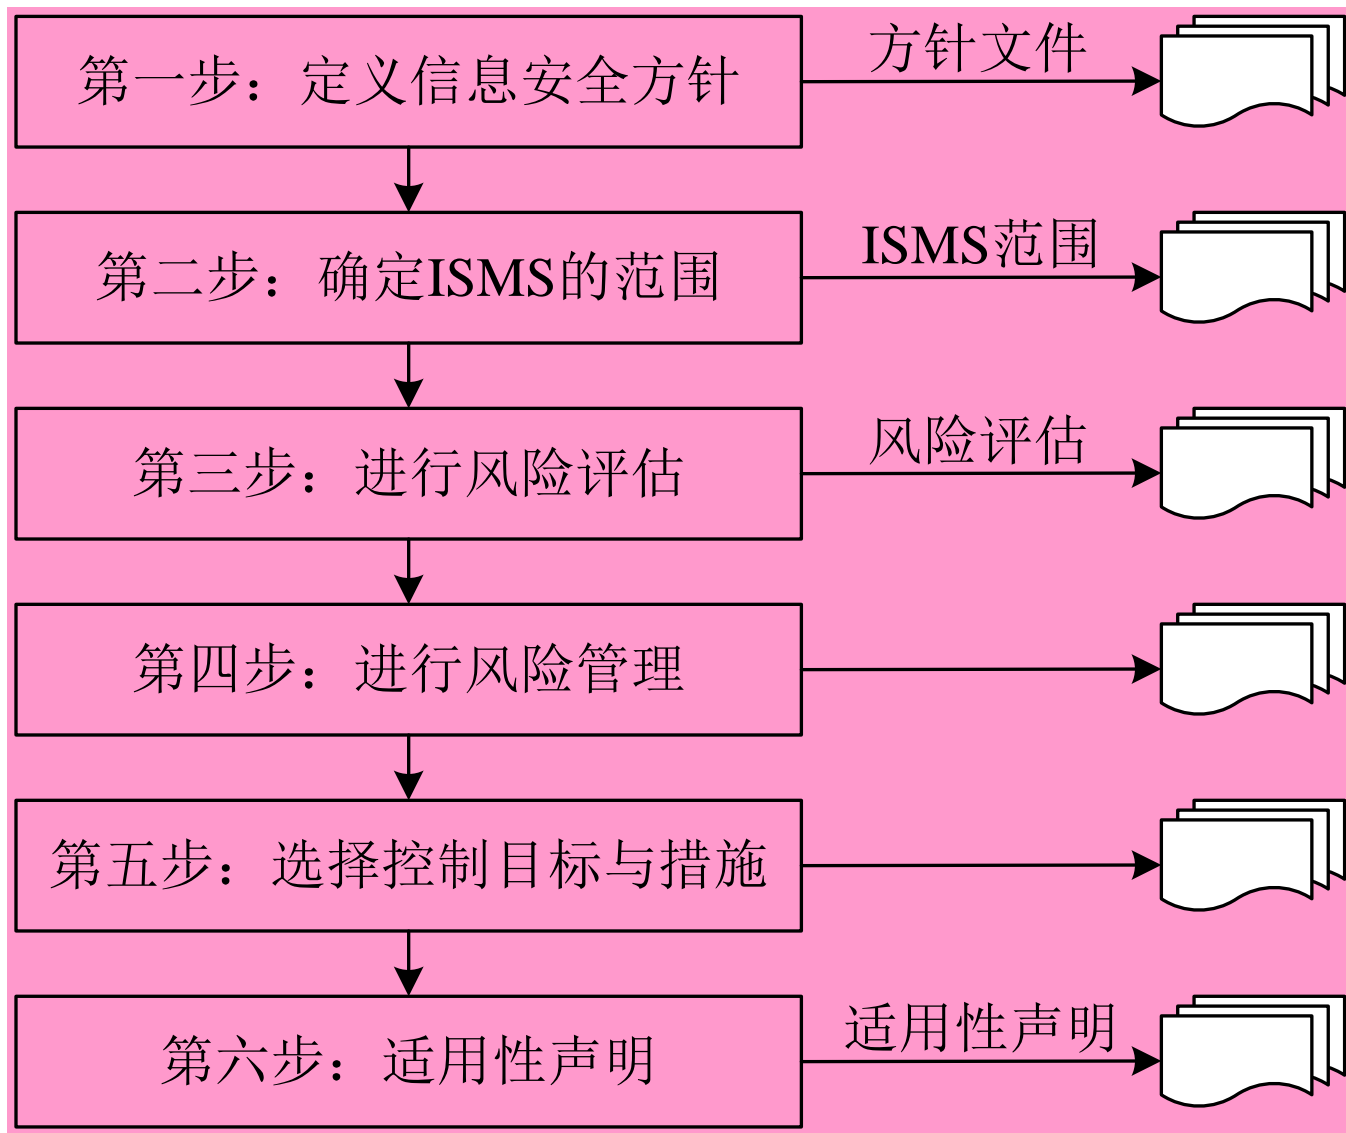 第一步：定义信息安全方针
方针文件
第二步：确定ISMS的范围
ISMS范围
第三步：进行风险评估
风险评估
第四步：进行风险管理
第五步：选择控制目标与措施
第六步：适用性声明
适用性声明